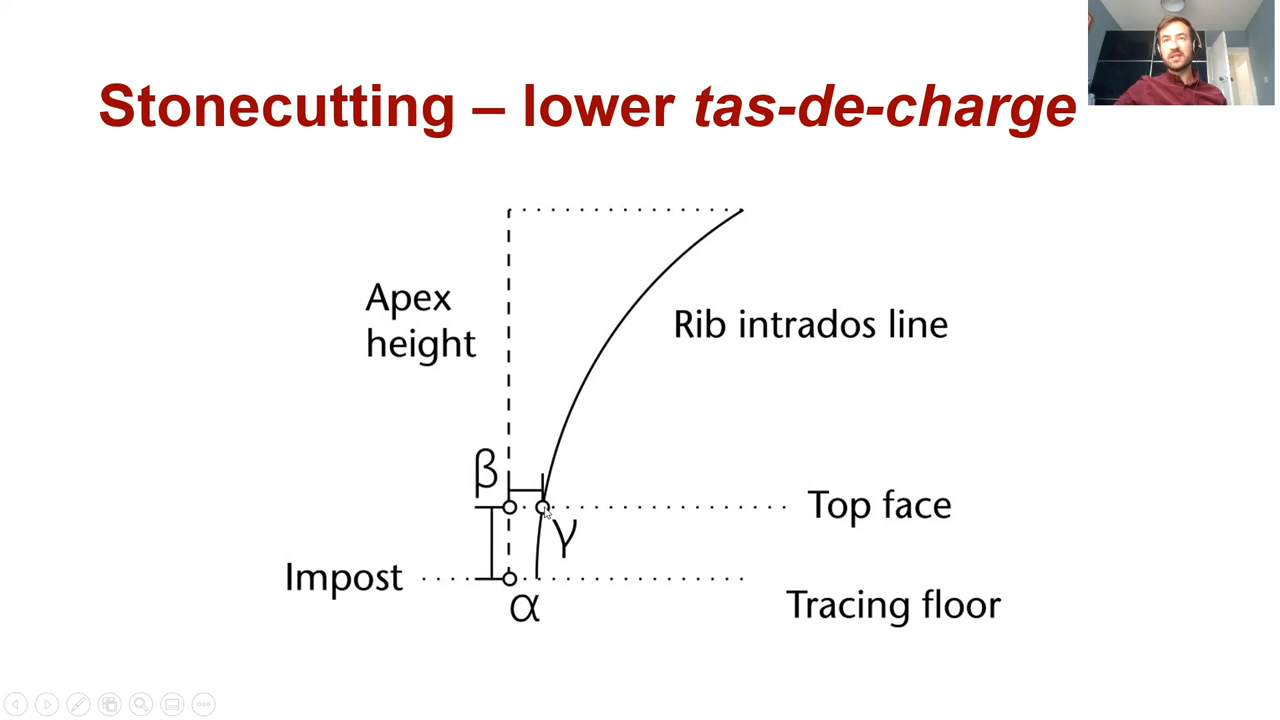 Stonecutting – lower tas-de-charge
Apex
height
Rib intrados line
β
Top face
γ
Impost
α
Tracing floor